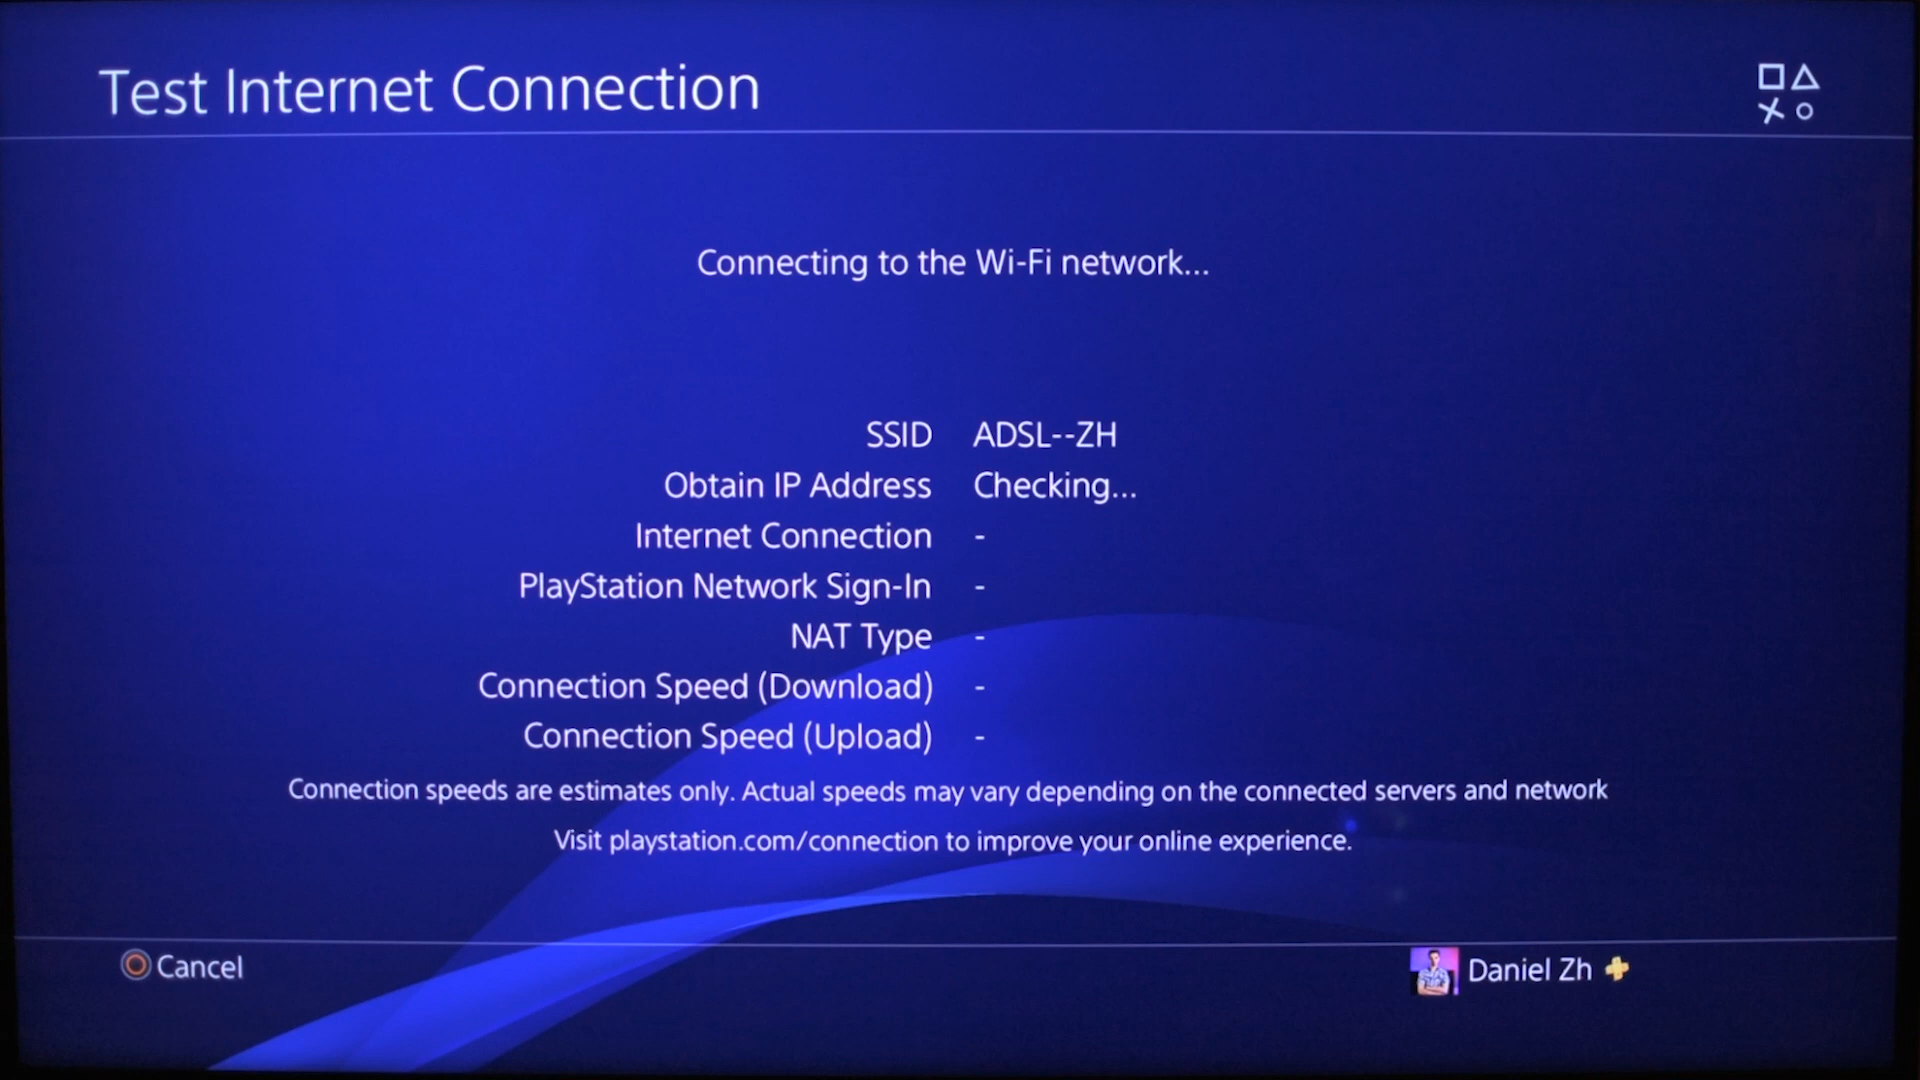 Test Internet Connection
Connecting to the Wi-Fi network...
SSID ADSL--ZH
Obtain IP Address Checking...
Internet Connection -
PlayStation Network Sign-In -
NAT Type -
Connection Speed (Download) -
Connection Speed (Upload) -
Connection speeds are estimates only. Actual speeds may vary depending on the connected servers and network
Visit playstation.com/connection to improve your online experience.
Cancel
Daniel Zh